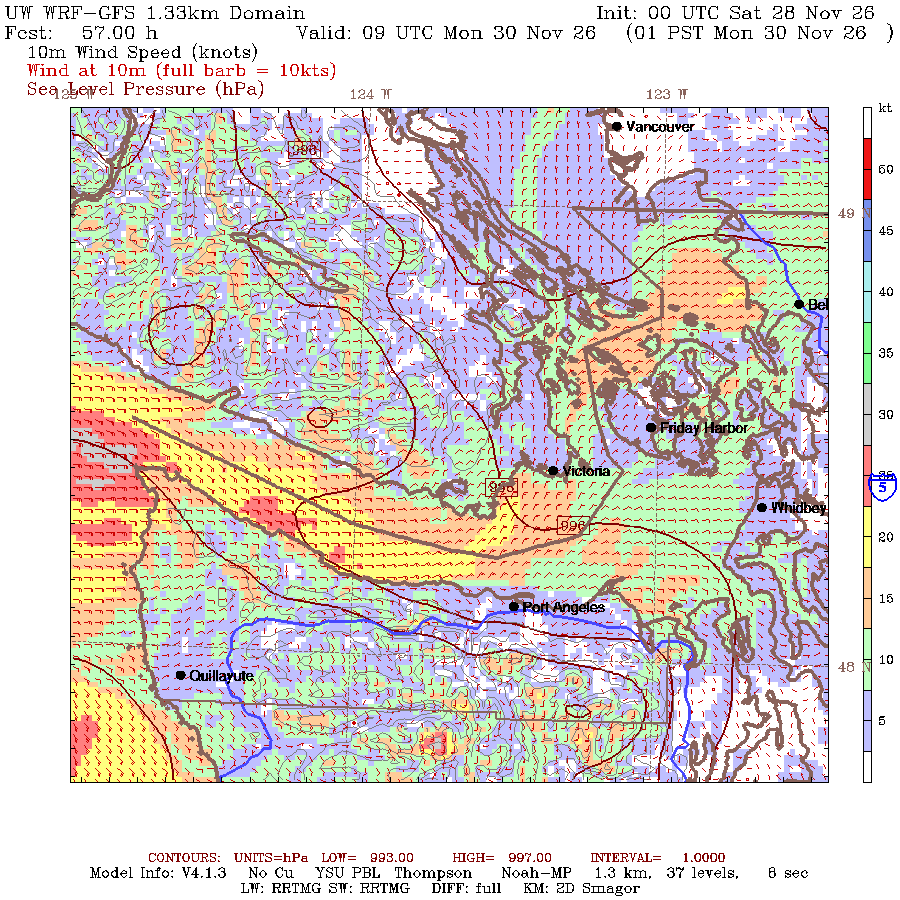 UW WRF-GFS 1.33km Domain Init: 00 UTC Sat 28 Nov 26
Fcst: 57.00 h Valid: 09 UTC Mon 30 Nov 26 (01 PST Mon 30 Nov 26 )
10m Wind Speed (knots)
Wind at 10m (full barb = 10kts)
Sea Level Pressure (hPa)
125 W 124 W 123 W
kt
Vancouver
996
60
49 N
45
40
Bel
35
30
Friday Harbor
Victoria
5
Whidbey
996
20
Port Angeles
15
48 N
10
Quillayute
5
CONTOURS: UNITS=hPa LOW= 993.00 HIGH= 997.00 INTERVAL= 1.0000
Model Info: V4.1.3 No Cu YSU PBL Thompson Noah-MP 1.3 km, 37 levels, 8 sec
LW: RRTMG SW: RRTMG DIFF: full KM: 2D Smagor